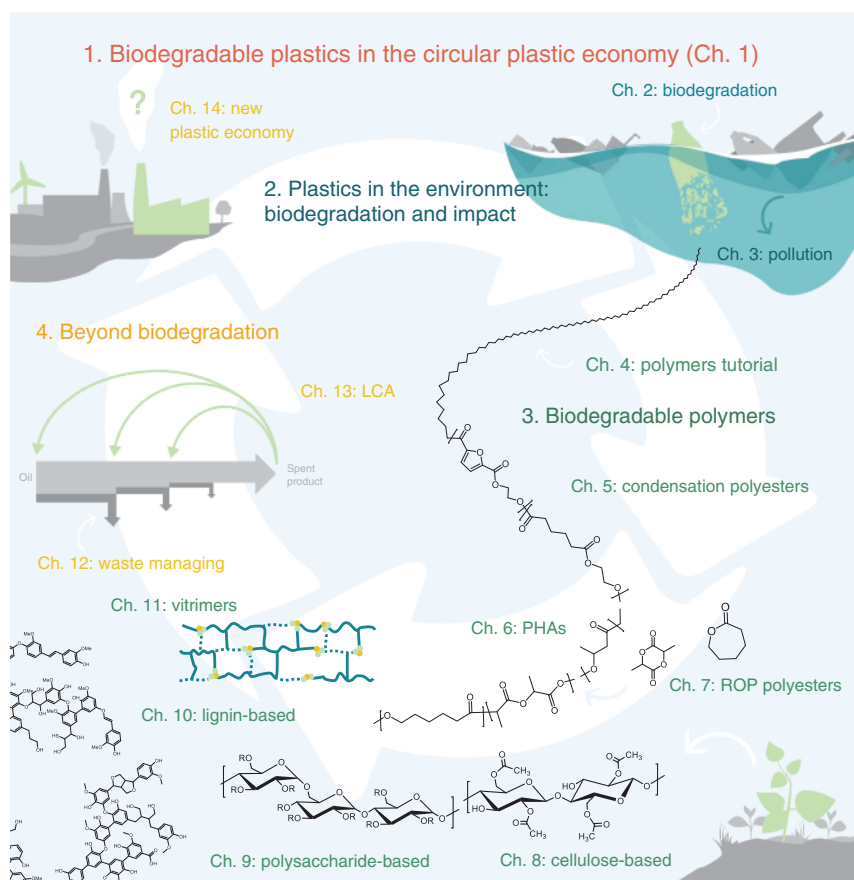 1. Biodegradable plastics in the circular plastic economy (Ch. 1)
Ch. 2: biodegradation
?
Ch. 14: new
plastic economy
2. Plastics in the environment:
biodegradation and impact
Ch. 3: pollution
4. Beyond biodegradation
Ch. 4: polymers tutorial
Ch. 13: LCA
3. Biodegradable polymers
Oil
Spent
product
Ch. 5: condensation polyesters
Ch. 12: waste managing
Ch. 11: vitrimers
Ch. 6: PHAs
Ch. 7: ROP polyesters
Ch. 10: lignin-based
Ch. 9: polysaccharide-based
Ch. 8: cellulose-based